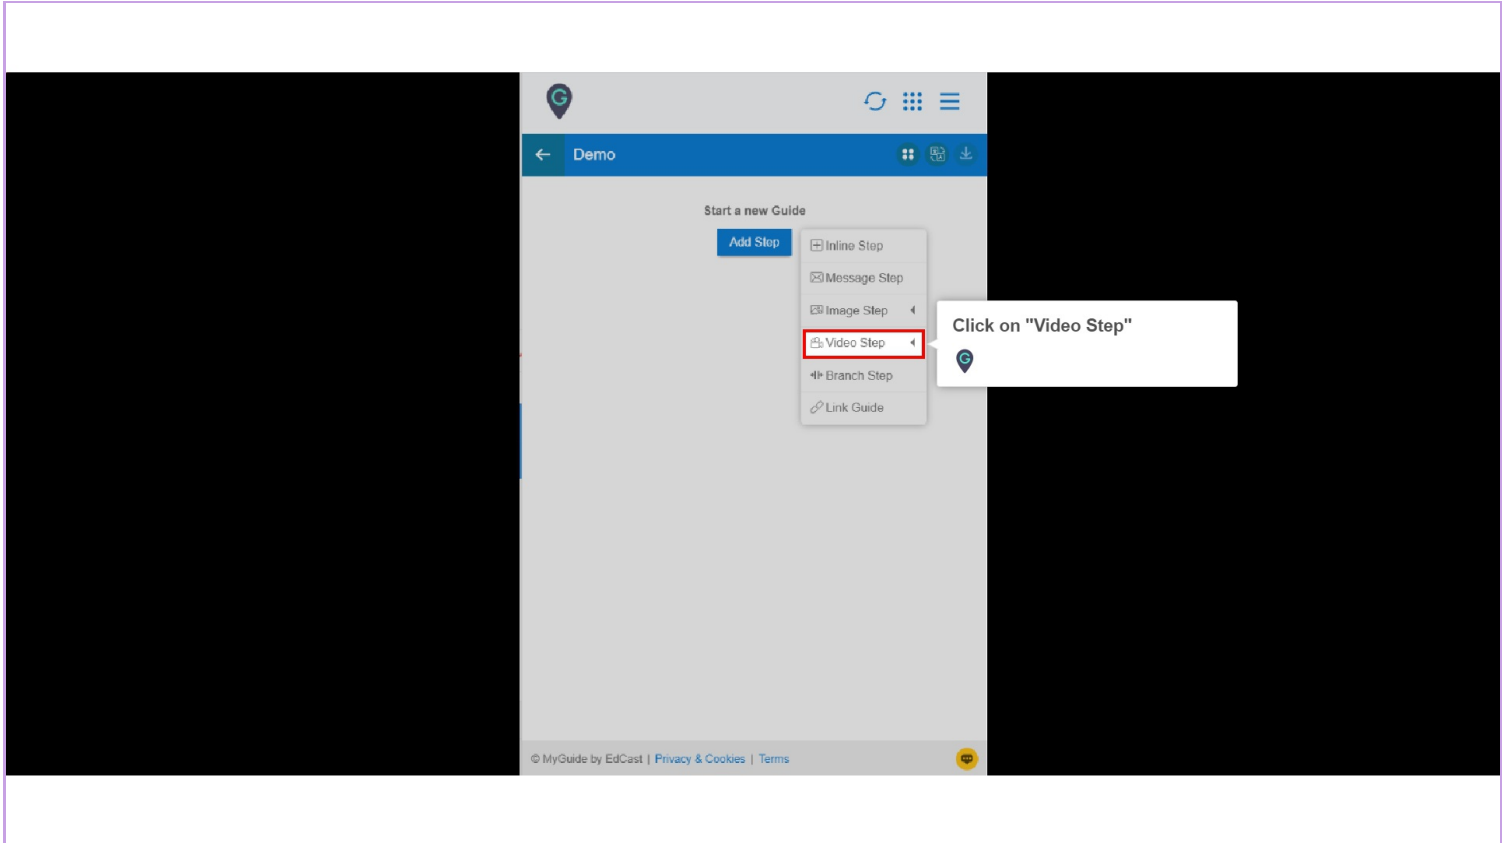 G
Demo
Start a new Guide
Add Step
Inline Step
Message Step
Image Step
Video Step
Branch Step
Link Guide
Click on "Video Step"
G
© MyGuide by EdCast | Privacy & Cookies | Terms